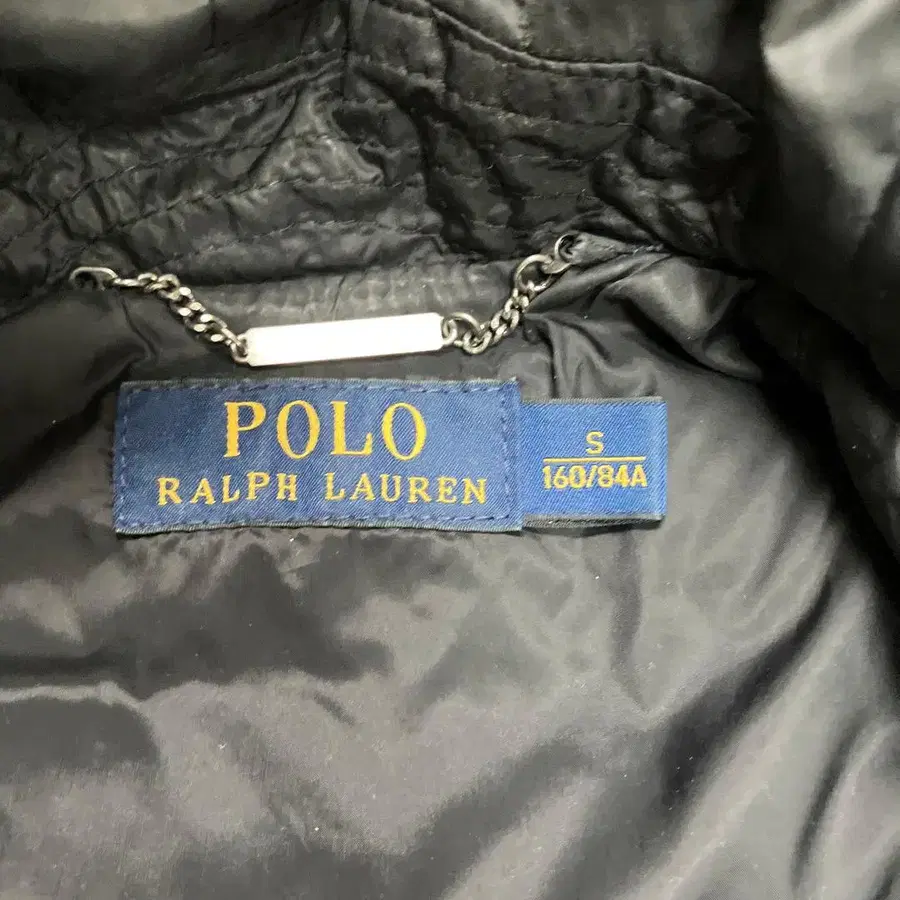 POLO
RALPH LAUREN
S
160/84A